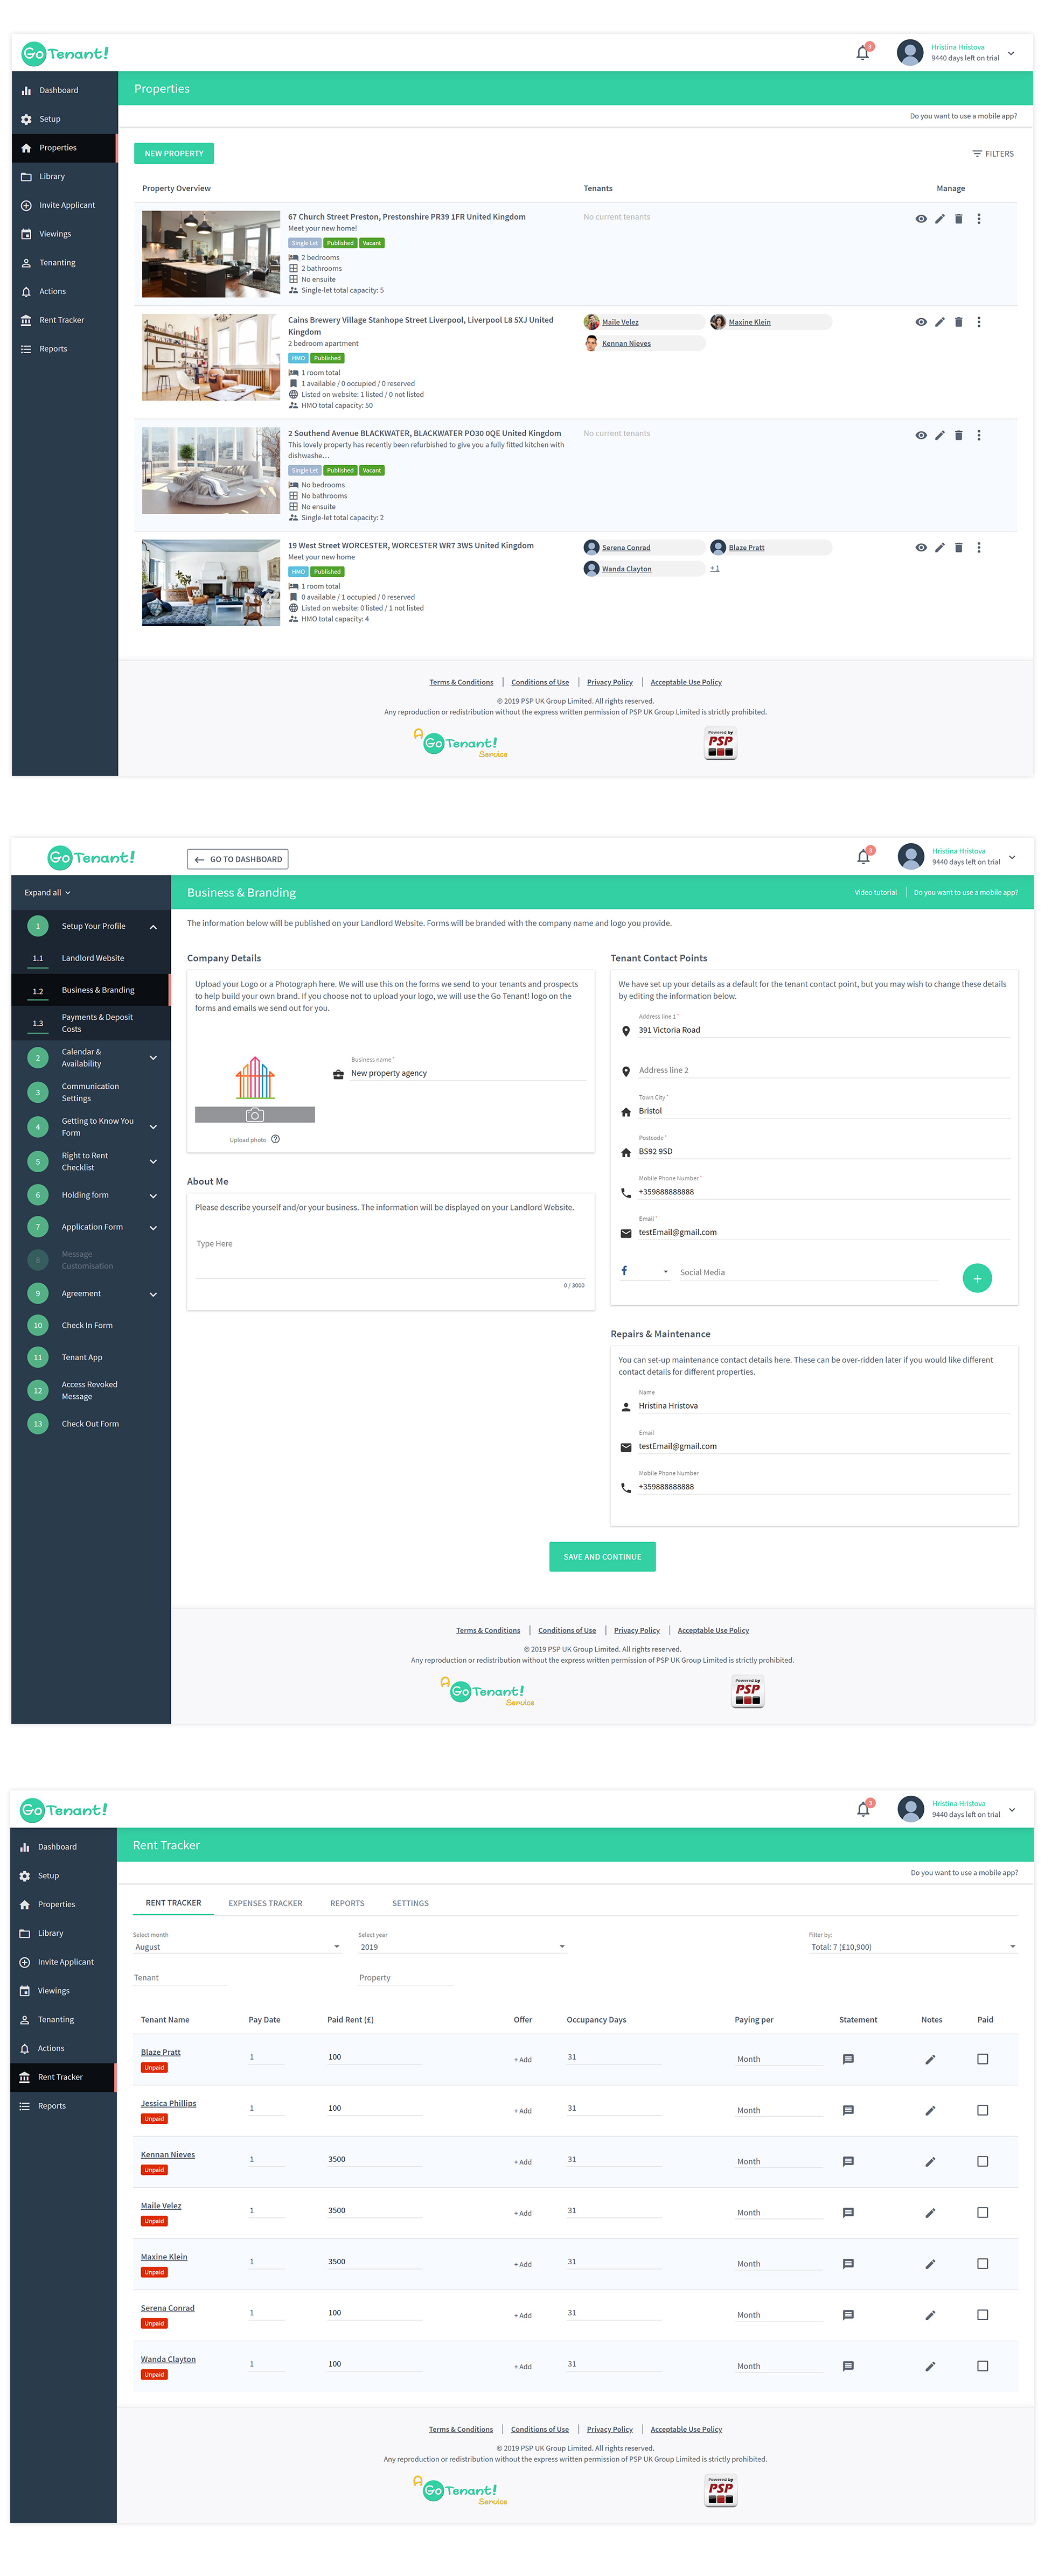 Go Tenant!
3
Hristina Hristova
9440 days left on trial
Dashboard
Setup
Properties
Library
Invite Applicant
Viewings
Tenanting
Actions
Rent Tracker
Reports
Properties
Do you want to use a mobile app?
NEW PROPERTY
FILTERS
Property Overview
Tenants
Manage
67 Church Street Preston, Prestonshire PR39 1FR United Kingdom
Meet your new home!
Single Let Published Vacant
2 bedrooms
2 bathrooms
No ensuite
Single-let total capacity: 5
No current tenants
Cains Brewery Village Stanhope Street Liverpool, Liverpool L8 5XJ United
Kingdom
2 bedroom apartment
HMO Published
1 room total
1 available / 0 occupied / 0 reserved
Listed on website: 1 listed / 0 not listed
HMO total capacity: 50
Maile Velez
Maxine Klein
Kennan Nieves
2 Southend Avenue BLACKWATER, BLACKWATER PO30 0QE United Kingdom
This lovely property has recently been refurbished to give you a fully fitted kitchen with
dishwashe…
Single Let Published Vacant
No bedrooms
No bathrooms
No ensuite
Single-let total capacity: 2
No current tenants
19 West Street WORCESTER, WORCESTER WR7 3WS United Kingdom
Meet your new home
HMO Published
1 room total
0 available / 1 occupied / 0 reserved
Listed on website: 0 listed / 1 not listed
HMO total capacity: 4
Serena Conrad
Blaze Pratt
Wanda Clayton
+1
Terms & Conditions | Conditions of Use | Privacy Policy | Acceptable Use Policy
© 2019 PSP UK Group Limited. All rights reserved.
Any reproduction or redistribution without the express written permission of PSP UK Group Limited is strictly prohibited.
A Go Tenant! Service
Powered by
PSP
Go Tenant!
GO TO DASHBOARD
3
Hristina Hristova
9440 days left on trial
Expand all
1 Setup Your Profile
1.1 Landlord Website
1.2 Business & Branding
1.3 Payments & Deposit
Costs
2 Calendar &
Availability
3 Communication
Settings
4 Getting to Know You
Form
5 Right to Rent
Checklist
6 Holding form
7 Application Form
8 Message
Customisation
9 Agreement
10 Check In Form
11 Tenant App
12 Access Revoked
Message
13 Check Out Form
Business & Branding
Video tutorial | Do you want to use a mobile app?
The information below will be published on your Landlord Website. Forms will be branded with the company name and logo you provide.
Company Details
Upload your Logo or a Photograph here. We will use this on the forms we send to your tenants and prospects
to help build your own brand. If you choose not to upload your logo, we will use the Go Tenant! logo on the
forms and emails we send out for you.
Business name *
New property agency
Upload photo
About Me
Please describe yourself and/or your business. The information will be displayed on your Landlord Website.
Type Here
0 / 3000
Tenant Contact Points
We have set up your details as a default for the tenant contact point, but you may wish to change these details
by editing the information below.
Address line 1 *
391 Victoria Road
Address line 2
Town City *
Bristol
Postcode *
BS92 9SD
Mobile Phone Number *
+359888888888
Email *
testEmail@gmail.com
Social Media
Repairs & Maintenance
You can set-up maintenance contact details here. These can be over-ridden later if you would like different
contact details for different properties.
Name
Hristina Hristova
Email
testEmail@gmail.com
Mobile Phone Number
+359888888888
SAVE AND CONTINUE
Terms & Conditions | Conditions of Use | Privacy Policy | Acceptable Use Policy
© 2019 PSP UK Group Limited. All rights reserved.
Any reproduction or redistribution without the express written permission of PSP UK Group Limited is strictly prohibited.
A Go Tenant! Service
Powered by
PSP
Go Tenant!
3
Hristina Hristova
9440 days left on trial
Dashboard
Setup
Properties
Library
Invite Applicant
Viewings
Tenanting
Actions
Rent Tracker
Reports
Rent Tracker
Do you want to use a mobile app?
RENT TRACKER EXPENSES TRACKER REPORTS SETTINGS
Select month
August
Select year
2019
Filter by:
Total: 7 (£10,900)
Tenant
Property
Tenant Name Pay Date Paid Rent (£) Offer Occupancy Days Paying per Statement Notes Paid
Blaze Pratt 1 100 + Add 31 Month
Unpaid
Jessica Phillips 1 100 + Add 31 Month
Unpaid
Kennan Nieves 1 3500 + Add 31 Month
Unpaid
Maile Velez 1 3500 + Add 31 Month
Unpaid
Maxine Klein 1 3500 + Add 31 Month
Unpaid
Serena Conrad 1 100 + Add 31 Month
Unpaid
Wanda Clayton 1 100 + Add 31 Month
Unpaid
Terms & Conditions | Conditions of Use | Privacy Policy | Acceptable Use Policy
© 2019 PSP UK Group Limited. All rights reserved.
Any reproduction or redistribution without the express written permission of PSP UK Group Limited is strictly prohibited.
A Go Tenant! Service
Powered by
PSP